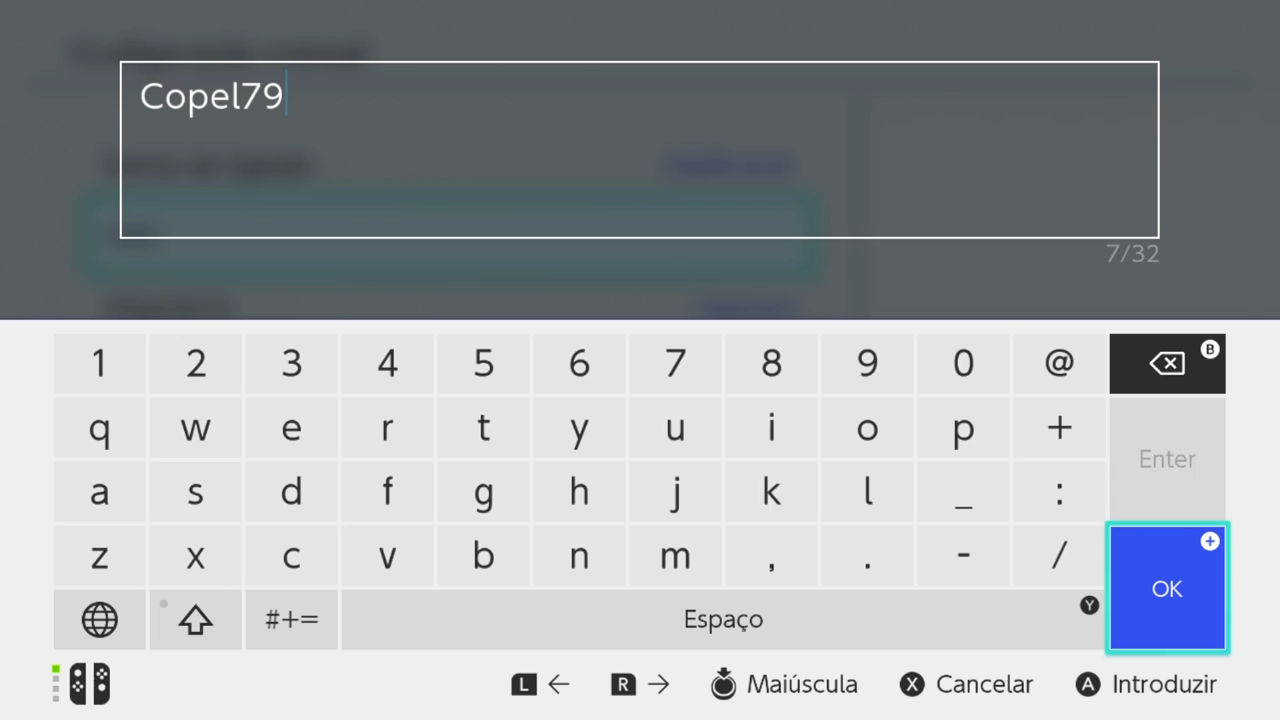 Copel79
7/32
1 2 3 4 5 6 7 8 9 0 @ B
q w e r t y u i o p +
Enter
a s d f g h j k l _ :
z x c v b n m , . - /
+
OK
#+= Espaço Y
L ← R → Maiúscula X Cancelar A Introduzir